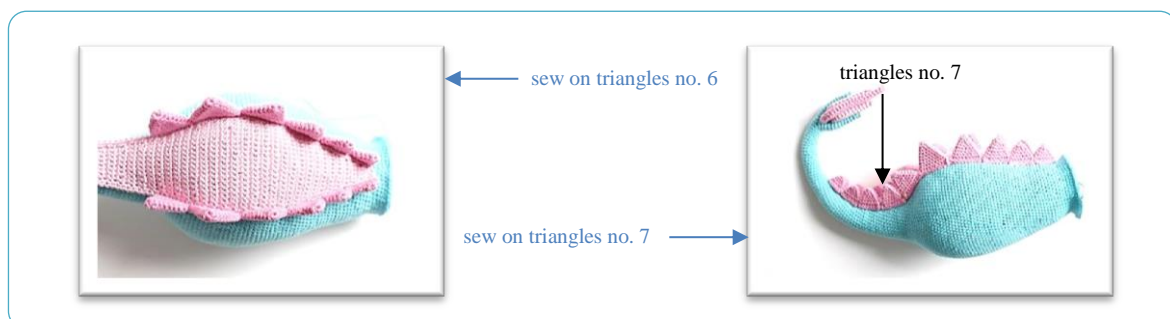 sew on triangles no. 6
triangles no. 7
sew on triangles no. 7